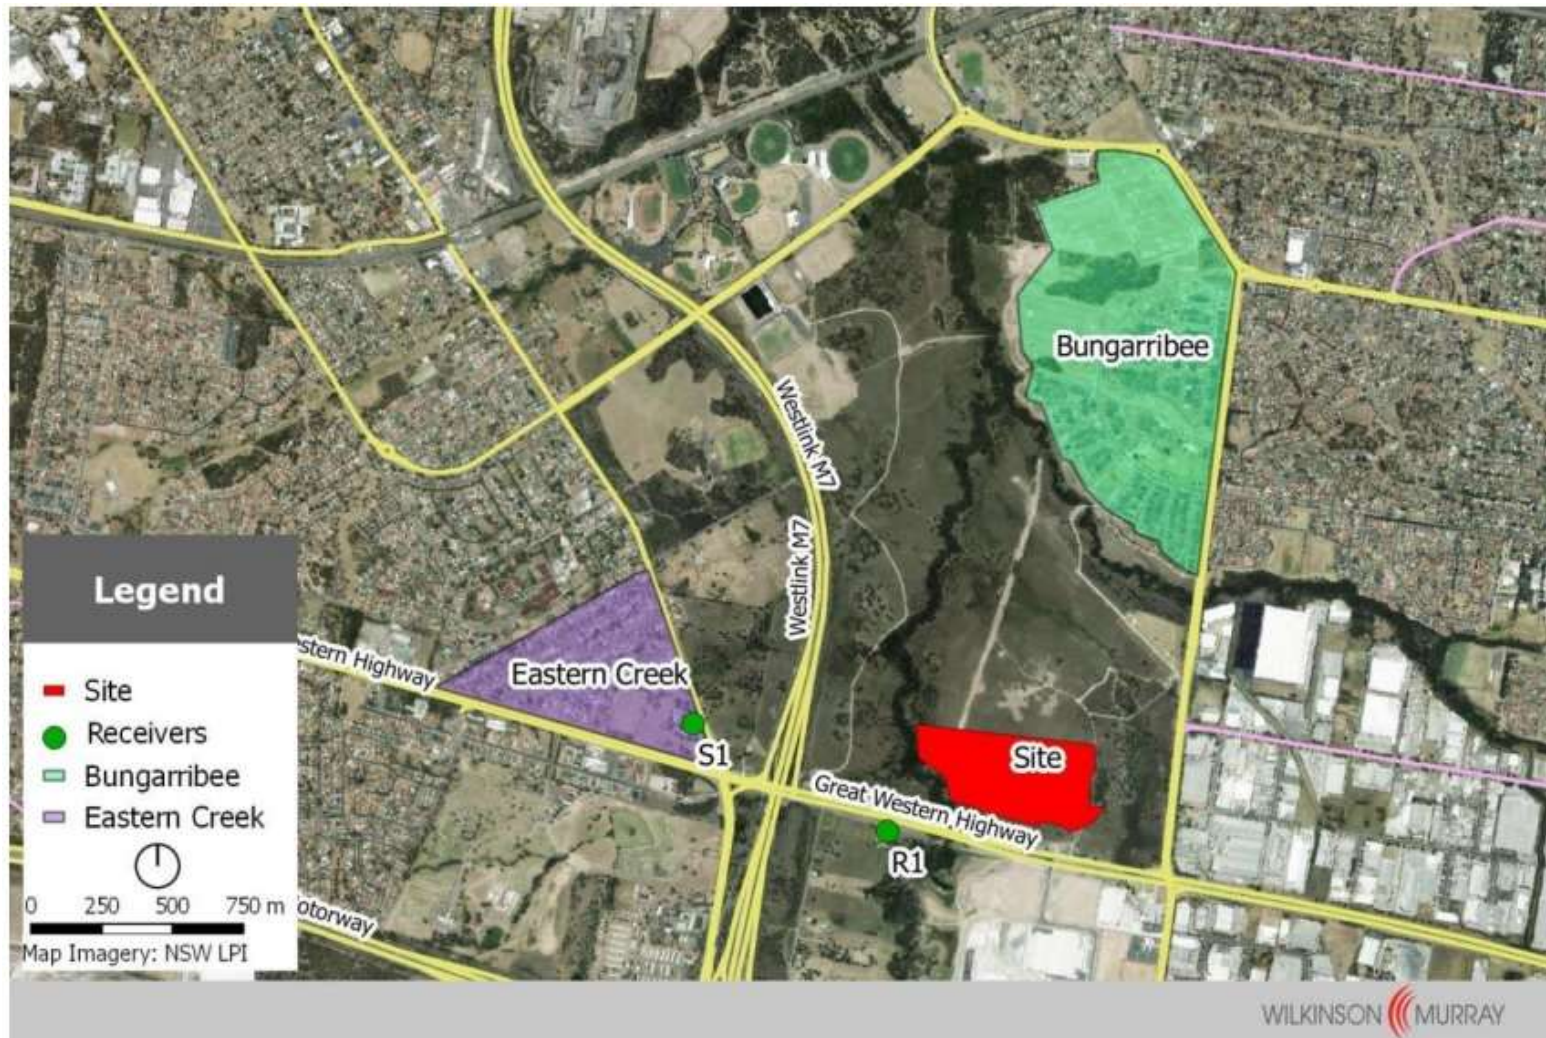 Bungarribee
Westlink M7
Westlink M7
Legend
stern Highway
Eastern Creek
Site
Receivers
Bungarribee
Eastern Creek
S1
Site
Great Western Highway
R1
0 250 500 750 m
otorway
Map Imagery: NSW LPI
WILKINSON MURRAY